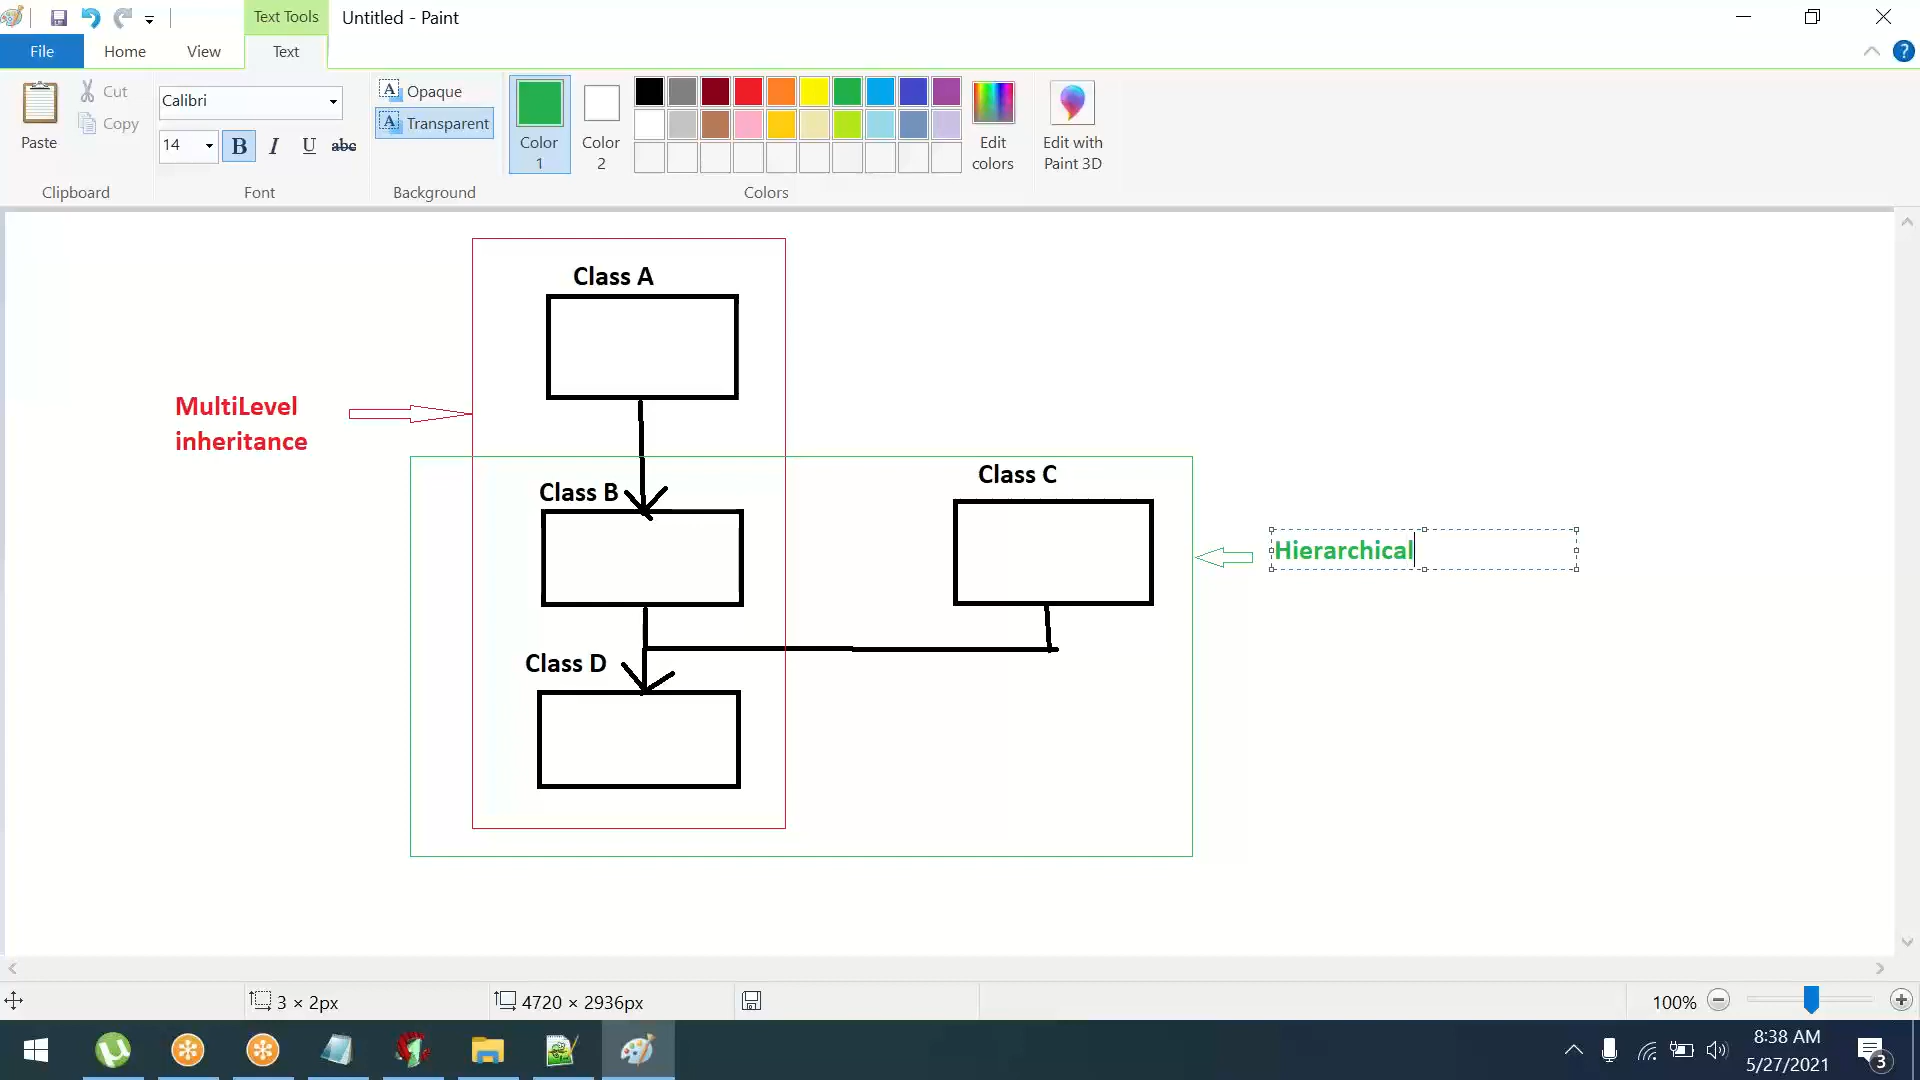 Text Tools
Untitled - Paint
File
Home
View
Text
Paste
Cut
Copy
Clipboard
Calibri
14
B
I
U
abc
Font
A Opaque
A Transparent
Background
Color
1
Color
2
Colors
Edit
colors
Edit with
Paint 3D
?
Class A
MultiLevel
inheritance
Class B
Class C
Hierarchical
Class D
3 × 2px
4720 × 2936px
100%
8:38 AM
5/27/2021
3